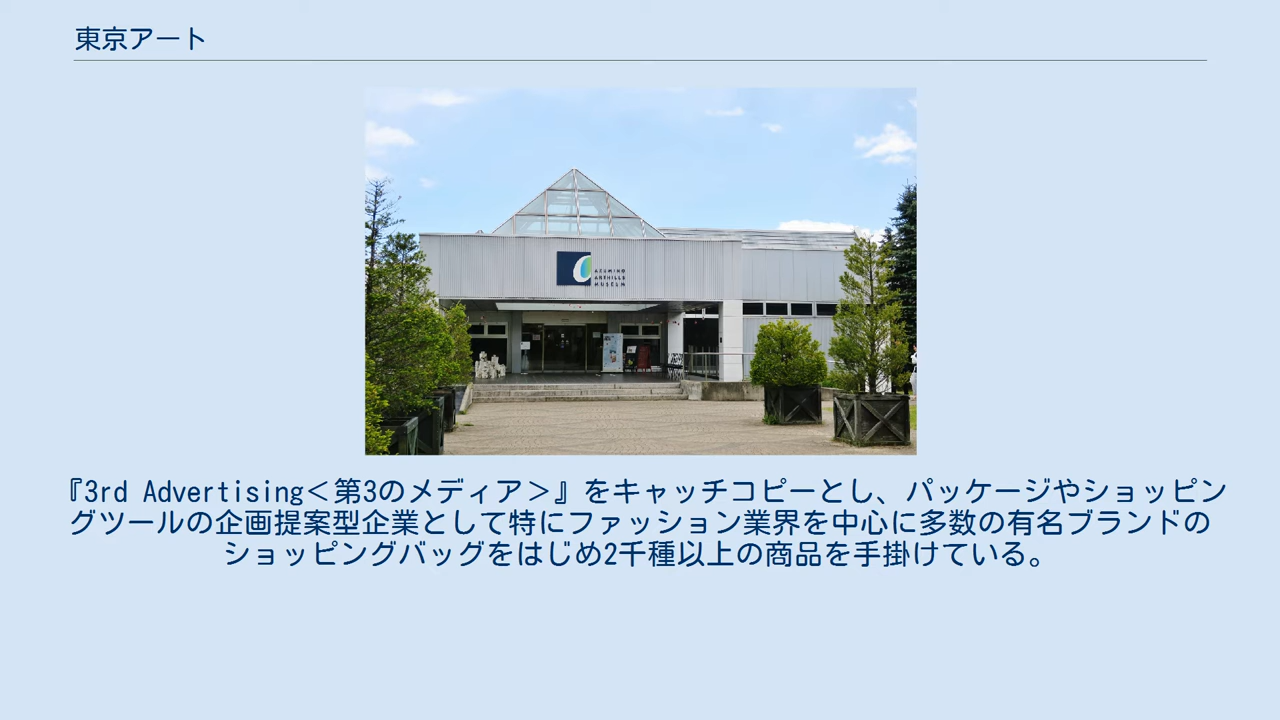 東京アート
AZUMINO
ARTHILLS
MUSEUM
『3rd Advertising＜第3のメディア＞』をキャッチコピーとし、パッケージやショッピン
グツールの企画提案型企業として特にファッション業界を中心に多数の有名ブランドの
ショッピングバッグをはじめ2千種以上の商品を手掛けている。